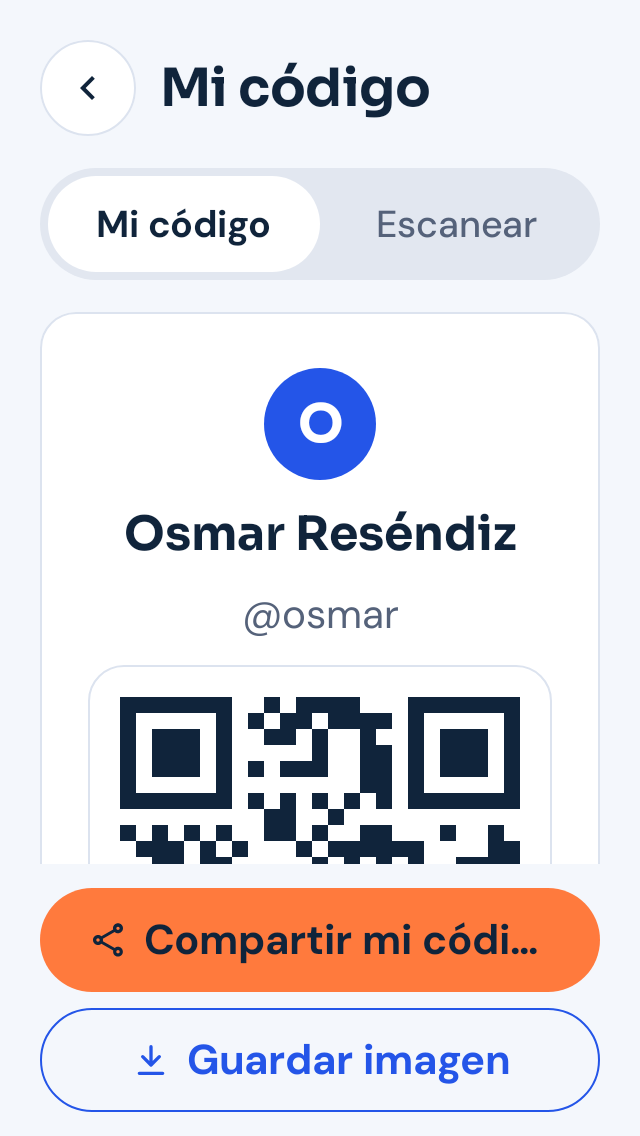 Mi código
Mi código
Escanear
O
Osmar Reséndiz
@osmar
Compartir mi códi...
Guardar imagen